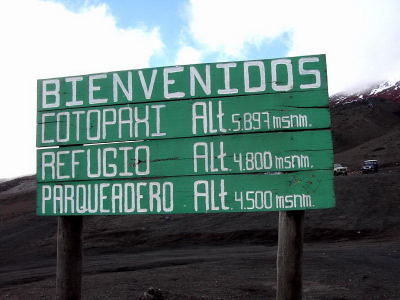 BIENVENIDOS
COTOPAXI Alt. 5.897 msnm.
REFUGIO Alt. 4.800 msnm.
PARQUEADERO Alt. 4.500 msnm.